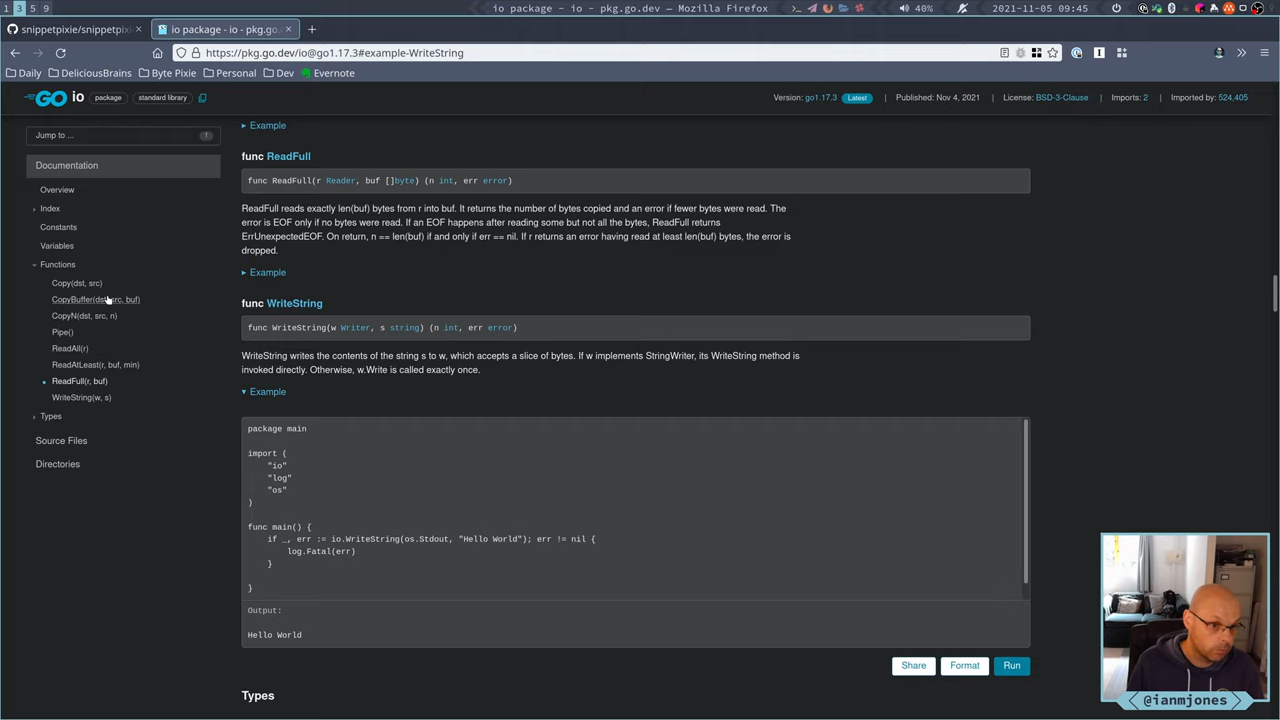 1 3 5 9
io package - io - pkg.go.dev — Mozilla Firefox
40%
2021-11-05 09:45
snippetpixie/snippetpixi
io package - io - pkg.go.
https://pkg.go.dev/io@go1.17.3#example-WriteString
Daily
DeliciousBrains
Byte Pixie
Personal
Dev
Evernote
GO io
package
standard library
Version: go1.17.3 Latest
Published: Nov 4, 2021
License: BSD-3-Clause
Imports: 2
Imported by: 524,405
Jump to ...
f
Documentation
Overview
Index
Constants
Variables
Functions
Copy(dst, src)
CopyBuffer(dst, src, buf)
CopyN(dst, src, n)
Pipe()
ReadAll(r)
ReadAtLeast(r, buf, min)
ReadFull(r, buf)
WriteString(w, s)
Types
Source Files
Directories
Example
func ReadFull
func ReadFull(r Reader, buf []byte) (n int, err error)
ReadFull reads exactly len(buf) bytes from r into buf. It returns the number of bytes copied and an error if fewer bytes were read. The
error is EOF only if no bytes were read. If an EOF happens after reading some but not all the bytes, ReadFull returns
ErrUnexpectedEOF. On return, n == len(buf) if and only if err == nil. If r returns an error having read at least len(buf) bytes, the error is
dropped.
Example
func WriteString
func WriteString(w Writer, s string) (n int, err error)
WriteString writes the contents of the string s to w, which accepts a slice of bytes. If w implements StringWriter, its WriteString method is
invoked directly. Otherwise, w.Write is called exactly once.
Example
package main
import (
"io"
"log"
"os"
)
func main() {
if _, err := io.WriteString(os.Stdout, "Hello World"); err != nil {
log.Fatal(err)
}
}
Output:
Hello World
Share
Format
Run
Types
@ianmjones